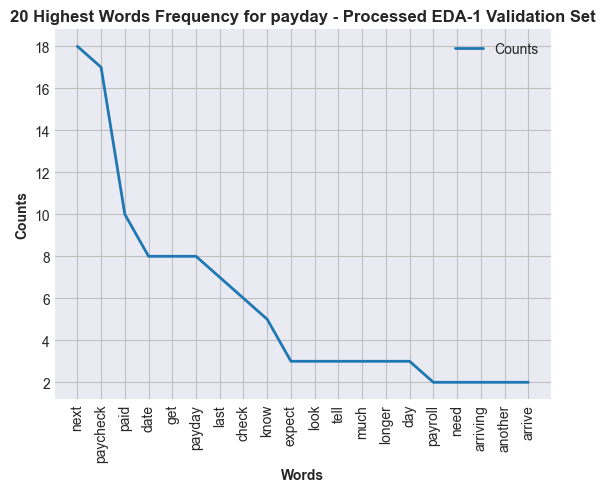 20 Highest Words Frequency for payday - Processed EDA-1 Validation Set
Counts
18
16
14
12
10
8
6
4
2
Counts
next
paycheck
paid
date
get
payday
last
check
know
expect
look
tell
much
longer
day
payroll
need
arriving
another
arrive
Words